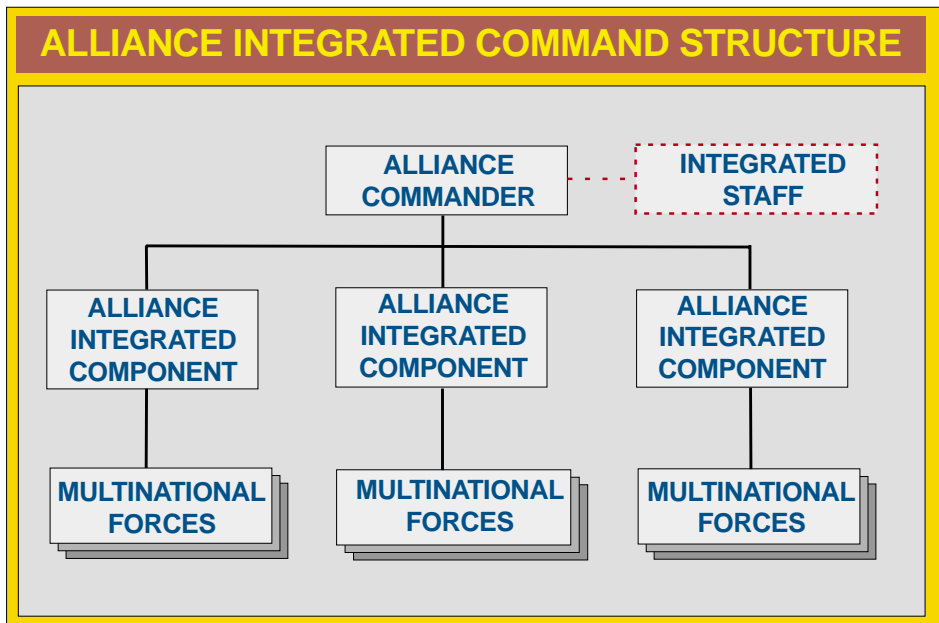 ALLIANCE INTEGRATED COMMAND STRUCTURE
ALLIANCE
COMMANDER
INTEGRATED
STAFF
ALLIANCE
INTEGRATED
COMPONENT
ALLIANCE
INTEGRATED
COMPONENT
ALLIANCE
INTEGRATED
COMPONENT
MULTINATIONAL
FORCES
MULTINATIONAL
FORCES
MULTINATIONAL
FORCES